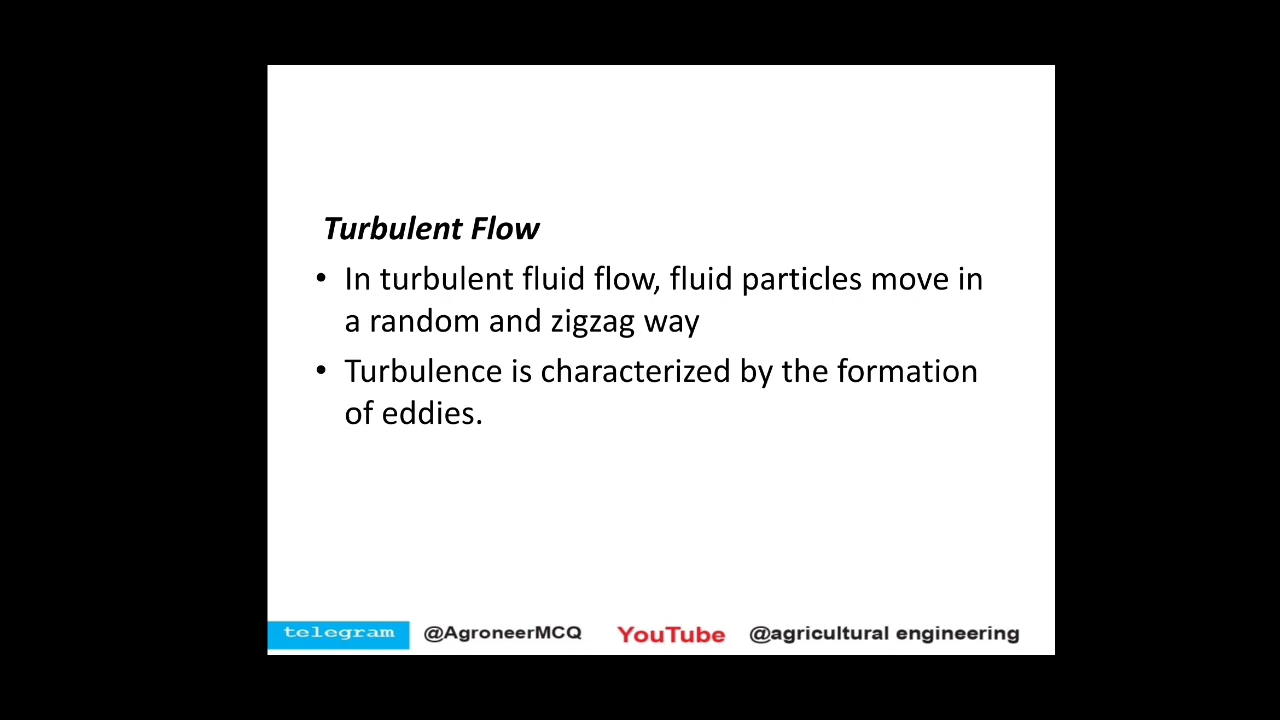 Turbulent Flow
• In turbulent fluid flow, fluid particles move in
a random and zigzag way
• Turbulence is characterized by the formation
of eddies.
telegram @AgroneerMCQ YouTube @agricultural engineering